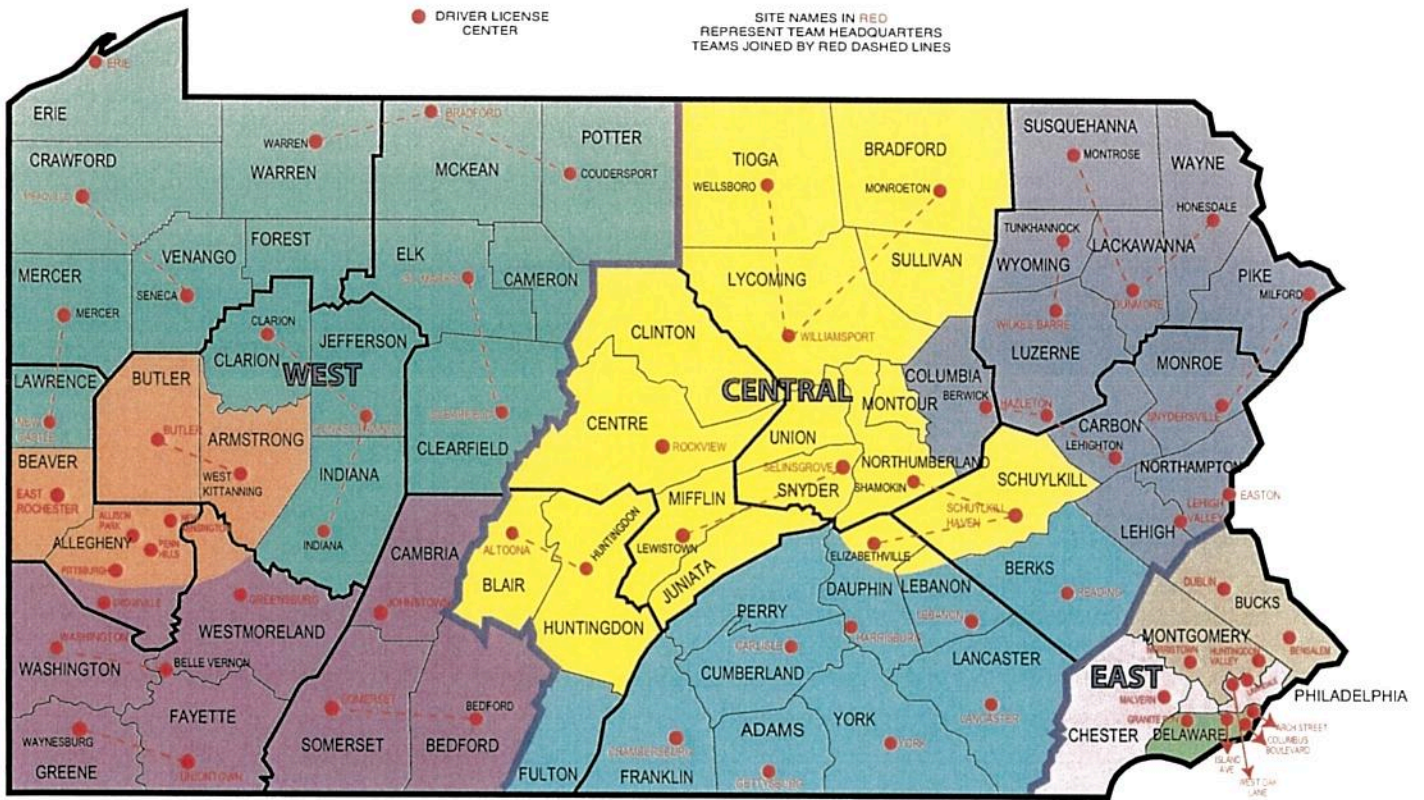 DRIVER LICENSE
CENTER
SITE NAMES IN RED
REPRESENT TEAM HEADQUARTERS
TEAMS JOINED BY RED DASHED LINES
ERIE
ERIE
CRAWFORD
WARREN
WARREN
BRADFORD
MCKEAN
POTTER
COUDERSPORT
TIOGA
WELLSBORO
BRADFORD
MONROETON
SUSQUEHANNA
MONTROSE
WAYNE
HONESDALE
VENANGO
FOREST
ELK
CAMERON
MERCER
MERCER
SENECA
LYCOMING
SULLIVAN
TUNKHANNOCK
WYOMING
LACKAWANNA
DUNMORE
PIKE
MILFORD
CLARION
CLARION
JEFFERSON
WEST
CLINTON
WILLIAMSPORT
WILKES BARRE
LUZERNE
MONROE
LAWRENCE
NEW
CASTLE
BUTLER
BUTLER
ARMSTRONG
CLEARFIELD
CENTRE
CENTRAL
COLUMBIA
BERWICK
MONTOUR
HAZLETON
SNYDERSVILLE
CARBON
LEHIGHTON
BEAVER
EAST
ROCHESTER
WEST
KITTANNING
INDIANA
INDIANA
ROCKVIEW
UNION
SELINSGROVE
SNYDER
NORTHUMBERLAND
SHAMOKIN
SCHUYLKILL
SCHUYLKILL
HAVEN
NORTHAMPTON
EASTON
LEHIGH
VALLEY
LEHIGH
ALLISON
PARK
ALLEGHENY
PENN
HILLS
PITTSBURGH
CAMBRIA
ALTOONA
BLAIR
HUNTINGDON
HUNTINGDON
MIFFLIN
LEWISTOWN
JUNIATA
ELIZABETHVILLE
DAUPHIN
LEBANON
LEBANON
BERKS
READING
DUBLIN
BUCKS
BENSALEM
GREENSBURG
WESTMORELAND
JOHNSTOWN
WASHINGTON
WASHINGTON
BELLE VERNON
PERRY
CARLISLE
HARRISBURG
CUMBERLAND
LANCASTER
LANCASTER
MONTGOMERY
NORRISTOWN
HUNTINGDON
VALLEY
EAST
MALVERN
PHILADELPHIA
FAYETTE
SOMERSET
SOMERSET
BEDFORD
BEDFORD
WAYNESBURG
GREENE
UNIONTOWN
FULTON
CHAMBERSBURG
FRANKLIN
ADAMS
GETTYSBURG
YORK
YORK
CHESTER
DELAWARE
ARCH STREET
COLUMBUS
BOULEVARD
ISLAND
AVE
WEST OAK
LANE